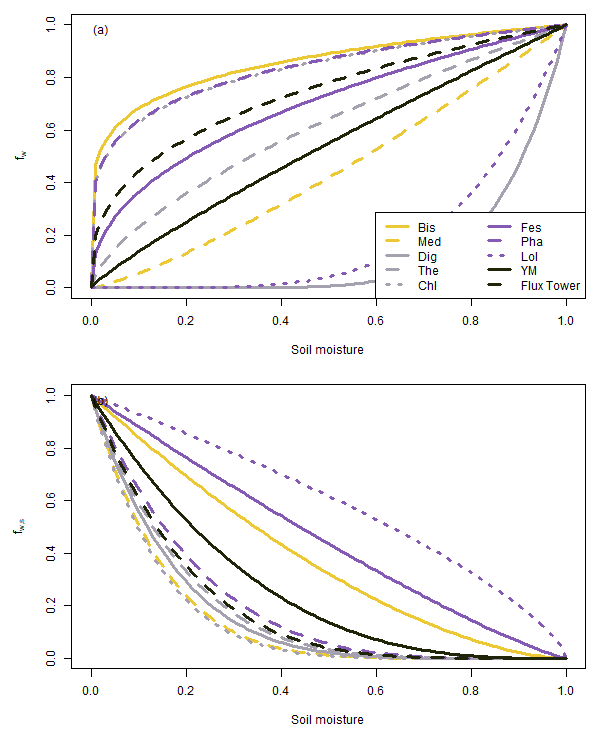 (a)
1.0
0.8
0.6
0.4
0.2
0.0
fw
Bis
Med
Dig
The
Chl
Fes
Pha
Lol
YM
Flux Tower
0.0 0.2 0.4 0.6 0.8 1.0
Soil moisture
(b)
1.0
0.8
0.6
0.4
0.2
0.0
fw,s
0.0 0.2 0.4 0.6 0.8 1.0
Soil moisture